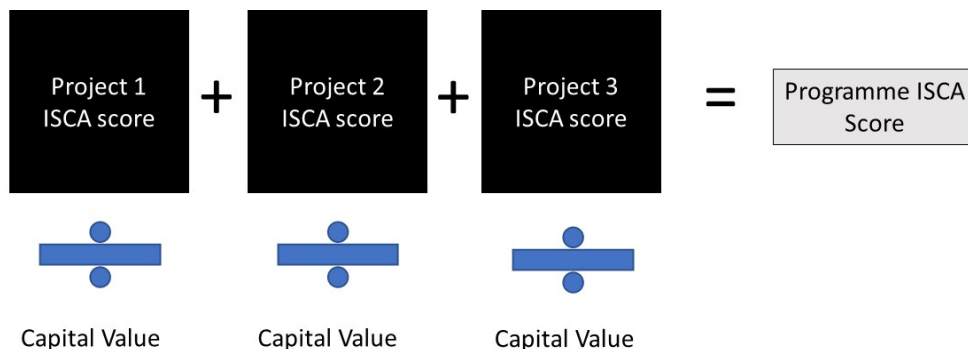 Project 1
ISCA score
+
Project 2
ISCA score
+
Project 3
ISCA score
=
Programme ISCA
Score
÷
÷
÷
Capital Value
Capital Value
Capital Value